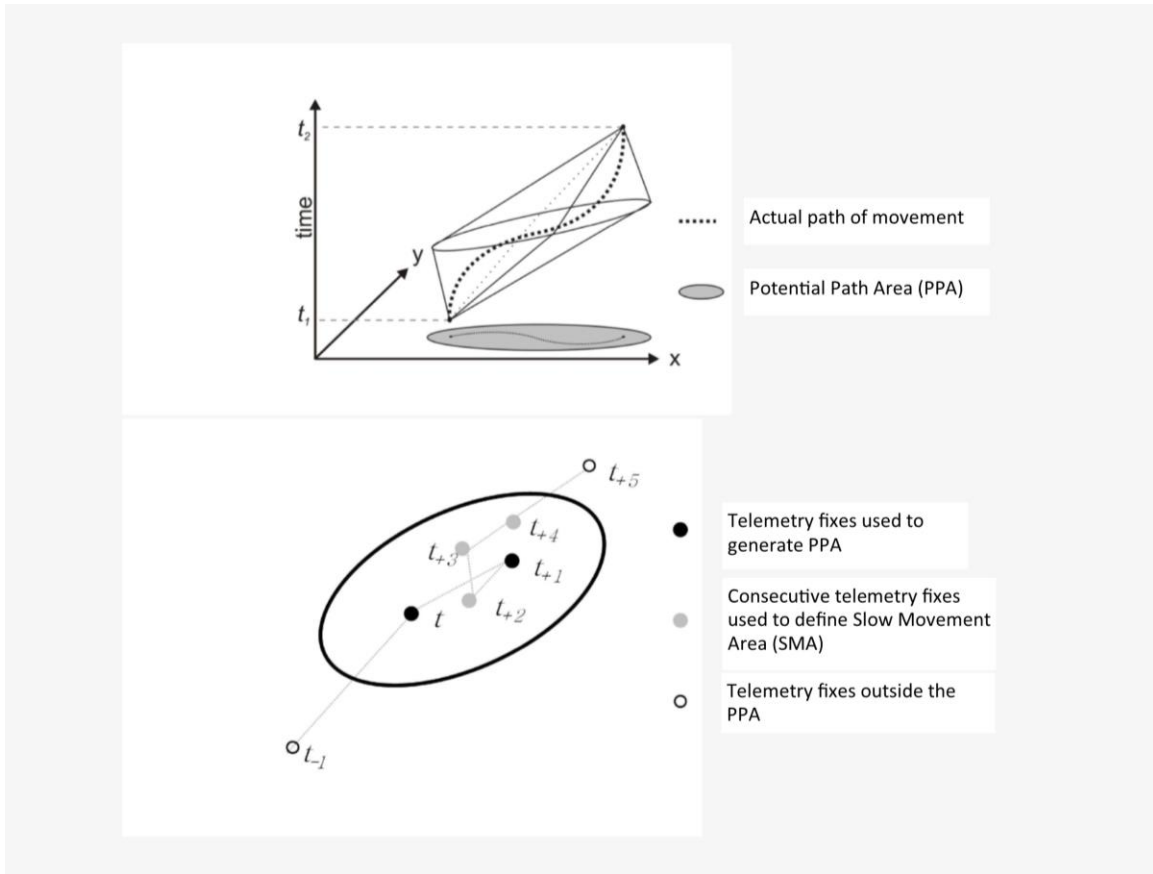 t2
time
y
t1
x
Actual path of movement
Potential Path Area (PPA)
t+5
t+4
t+3
t+1
t+2
t
t-1
Telemetry fixes used to
generate PPA
Consecutive telemetry fixes
used to define Slow Movement
Area (SMA)
Telemetry fixes outside the
PPA